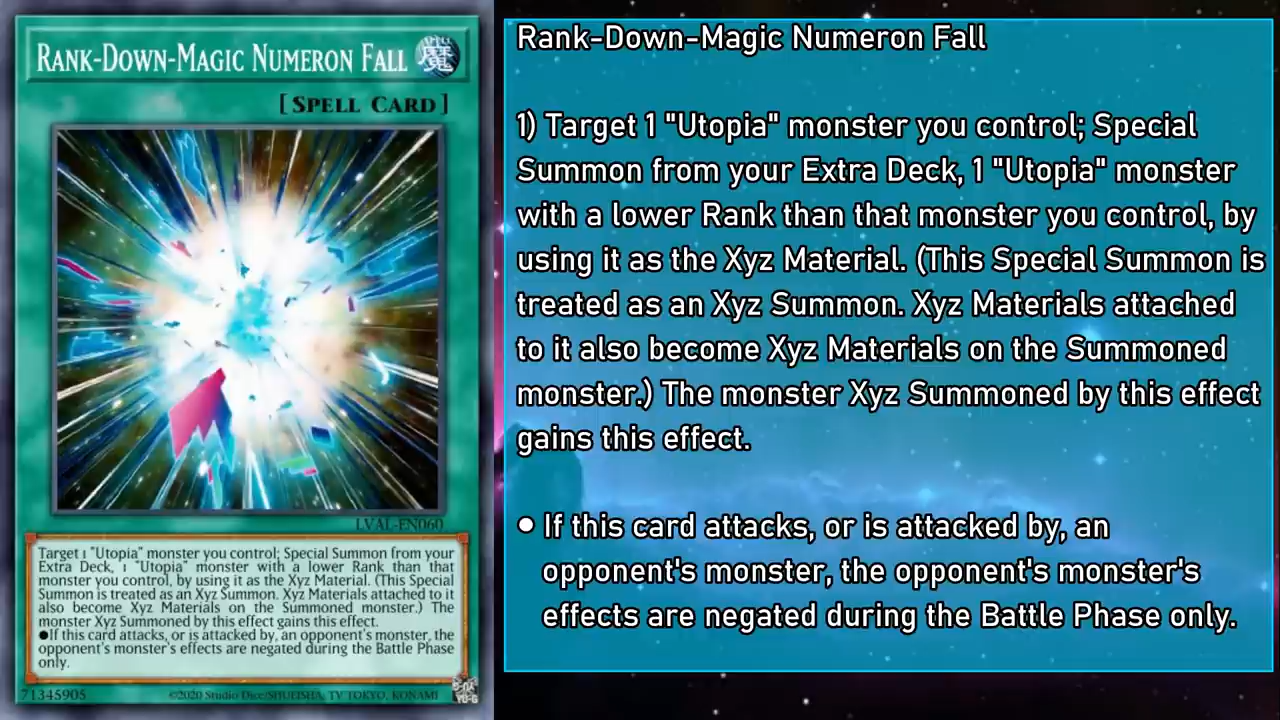 RANK-DOWN-MAGIC NUMERON FALL
魔
[ SPELL CARD ]
LVAL-EN060
Target 1 "Utopia" monster you control; Special Summon from your
Extra Deck, 1 "Utopia" monster with a lower Rank than that
monster you control, by using it as the Xyz Material. (This Special
Summon is treated as an Xyz Summon. Xyz Materials attached to it
also become Xyz Materials on the Summoned monster.) The
monster Xyz Summoned by this effect gains this effect.
●If this card attacks, or is attacked by, an opponent's monster, the
opponent's monster's effects are negated during the Battle Phase
only.
71345905
©2020 Studio Dice/SHUEISHA, TV TOKYO, KONAMI
Rank-Down-Magic Numeron Fall
1) Target 1 "Utopia" monster you control; Special
Summon from your Extra Deck, 1 "Utopia" monster
with a lower Rank than that monster you control, by
using it as the Xyz Material. (This Special Summon is
treated as an Xyz Summon. Xyz Materials attached
to it also become Xyz Materials on the Summoned
monster.) The monster Xyz Summoned by this effect
gains this effect.
● If this card attacks, or is attacked by, an
opponent's monster, the opponent's monster's
effects are negated during the Battle Phase only.